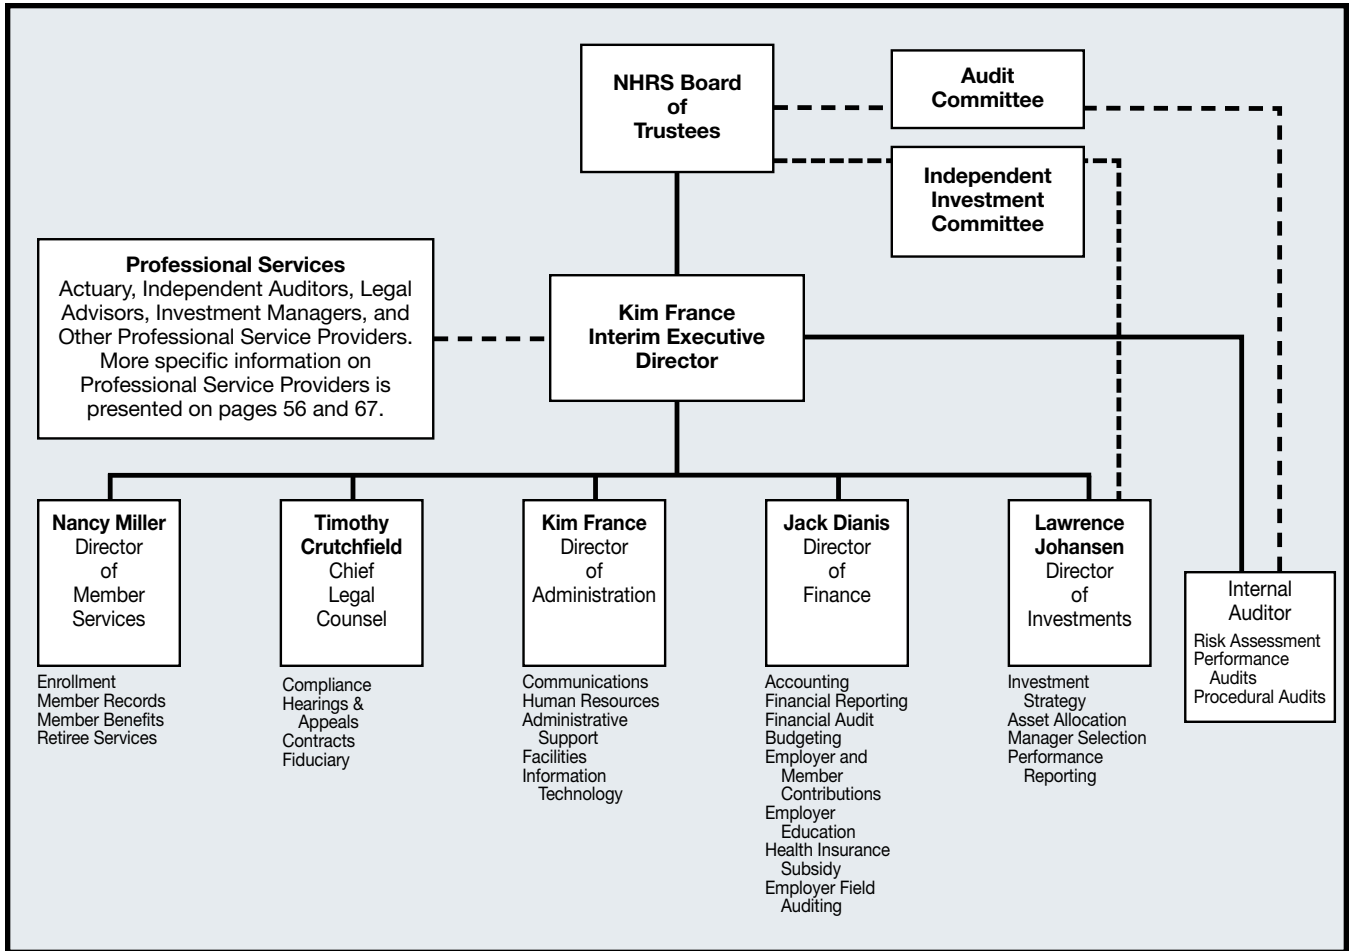 NHRS Board
of
Trustees
Audit
Committee
Independent
Investment
Committee
Professional Services
Actuary, Independent Auditors, Legal
Advisors, Investment Managers, and
Other Professional Service Providers.
More specific information on
Professional Service Providers is
presented on pages 56 and 67.
Kim France
Interim Executive
Director
Nancy Miller
Director
of
Member
Services
Enrollment
Member Records
Member Benefits
Retiree Services
Timothy
Crutchfield
Chief
Legal
Counsel
Compliance
Hearings &
Appeals
Contracts
Fiduciary
Kim France
Director
of
Administration
Communications
Human Resources
Administrative
Support
Facilities
Information
Technology
Jack Dianis
Director
of
Finance
Accounting
Financial Reporting
Financial Audit
Budgeting
Employer and
Member
Contributions
Employer
Education
Health Insurance
Subsidy
Employer Field
Auditing
Lawrence
Johansen
Director
of
Investments
Investment
Strategy
Asset Allocation
Manager Selection
Performance
Reporting
Internal
Auditor
Risk Assessment
Performance
Audits
Procedural Audits